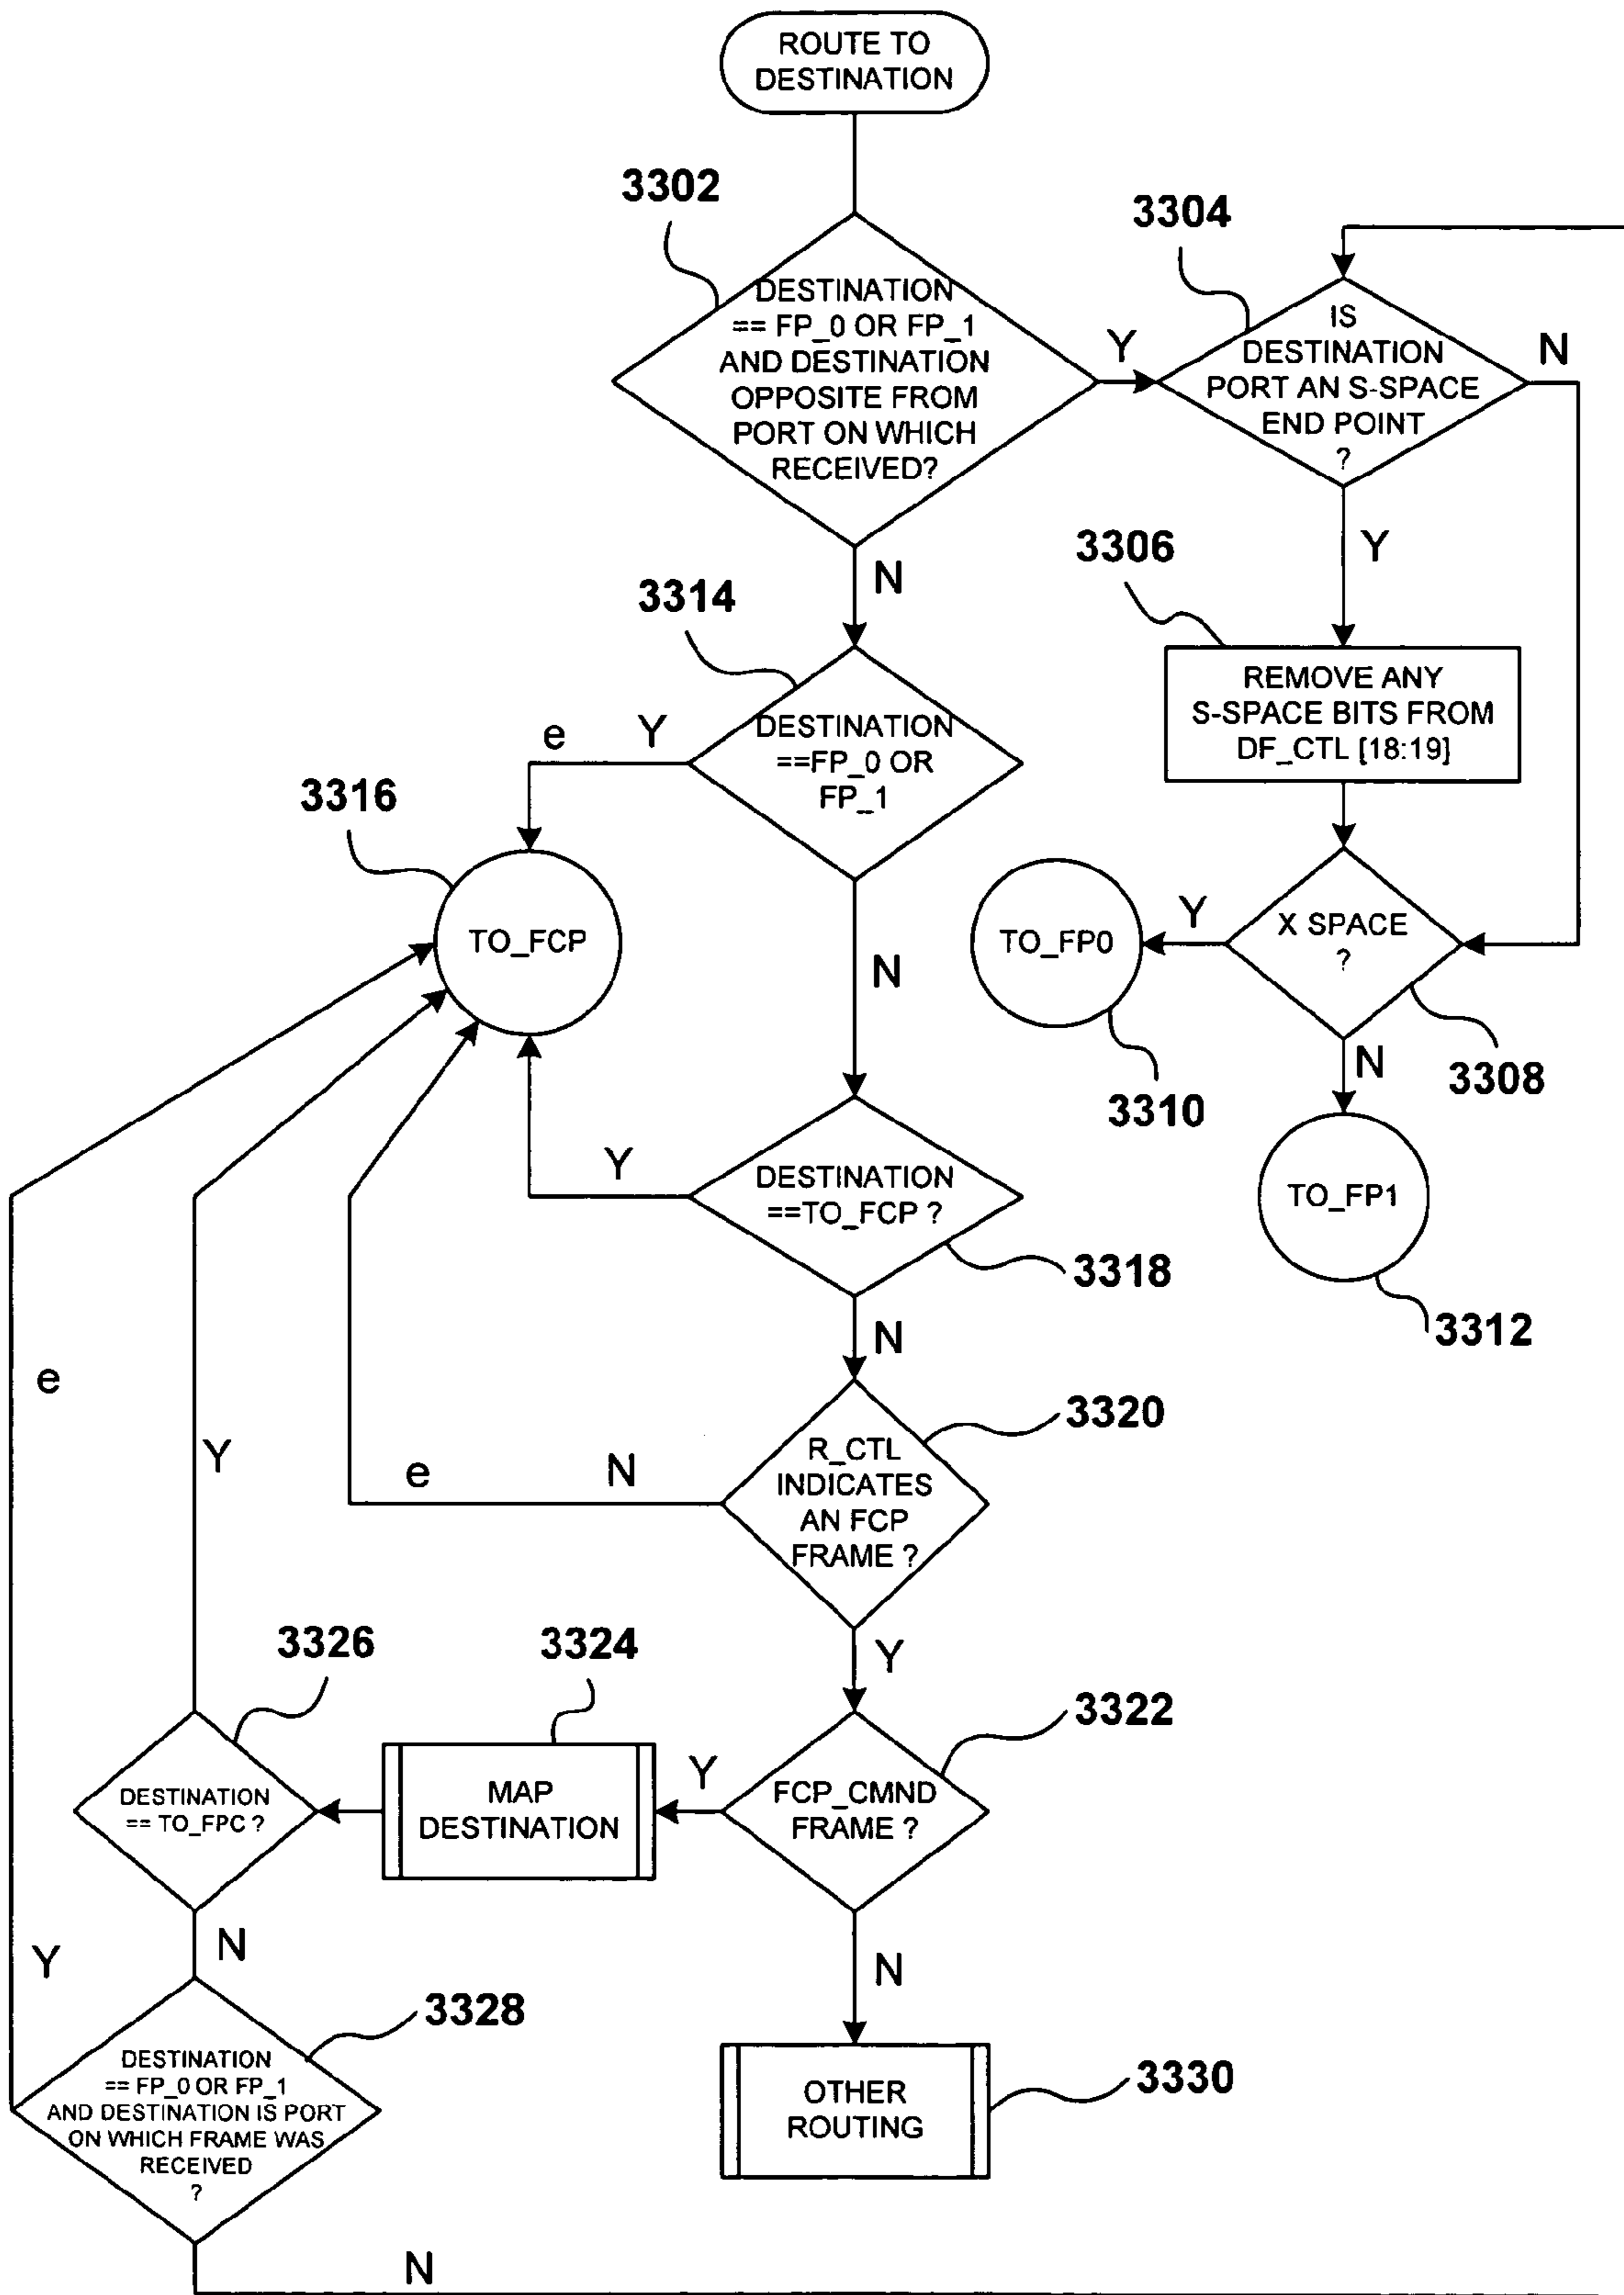 ROUTE TO
DESTINATION
3302
3304
DESTINATION
== FP_0 OR FP_1
AND DESTINATION
OPPOSITE FROM
PORT ON WHICH
RECEIVED?
Y
IS
DESTINATION
PORT AN S-SPACE
END POINT
?
N
Y
3306
N
3314
REMOVE ANY
S-SPACE BITS FROM
DF_CTL [18:19]
DESTINATION
==FP_0 OR
FP_1
Y
e
3316
TO_FCP
TO_FP0
Y
X SPACE
?
N
N
3308
3310
DESTINATION
==TO_FCP ?
Y
TO_FP1
3318
3312
N
e
3320
R_CTL
INDICATES
AN FCP
FRAME ?
N
e
Y
Y
3326
3324
3322
DESTINATION
== TO_FPC ?
MAP
DESTINATION
Y
FCP_CMND
FRAME ?
N
Y
N
3328
DESTINATION
== FP_0 OR FP_1
AND DESTINATION IS PORT
ON WHICH FRAME WAS
RECEIVED
?
OTHER
ROUTING
3330
N